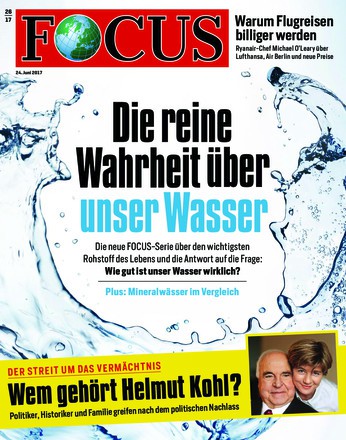 26
17
FOCUS
24. Juni 2017
Warum Flugreisen
billiger werden
Ryanair-Chef Michael O'Leary über
Lufthansa, Air Berlin und neue Preise
Die reine
Wahrheit über
unser Wasser
Die neue FOCUS-Serie über den wichtigsten
Rohstoff des Lebens und die Antwort auf die Frage:
Wie gut ist unser Wasser wirklich?
Plus: Mineralwässer im Vergleich
DER STREIT UM DAS VERMÄCHTNIS
Wem gehört Helmut Kohl?
Politiker, Historiker und Familie greifen nach dem politischen Nachlass